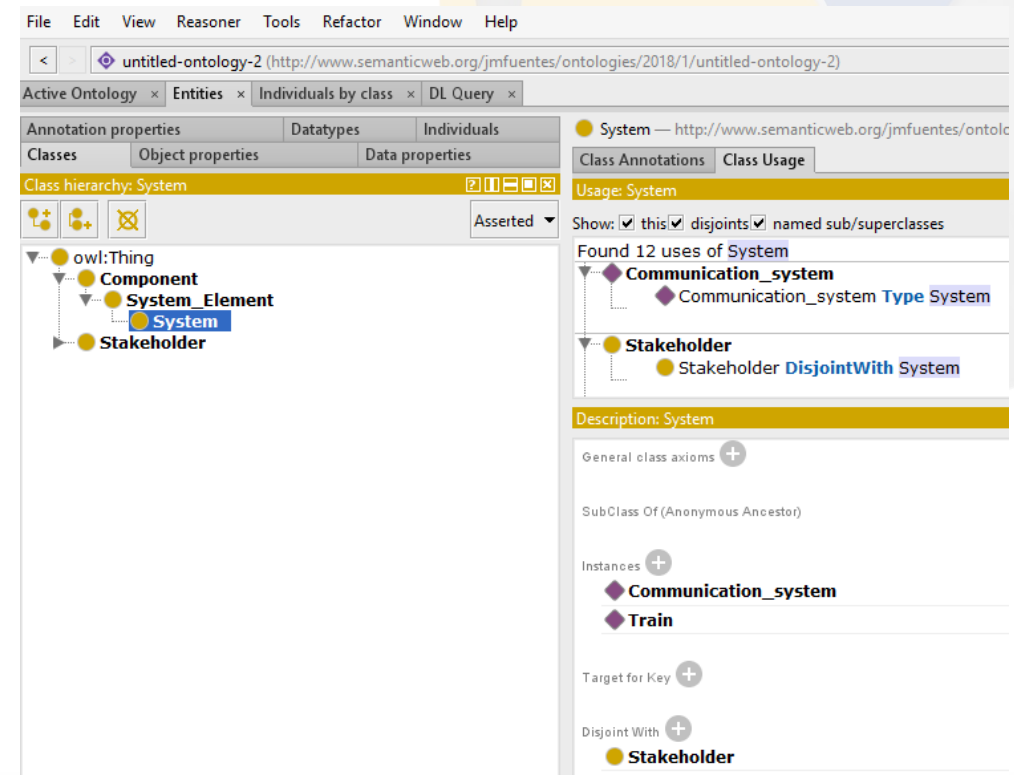 File Edit View Reasoner Tools Refactor Window Help
< > untitled-ontology-2 (http://www.semanticweb.org/jmfuentes/ontologies/2018/1/untitled-ontology-2)
Active Ontology × Entities × Individuals by class × DL Query ×
Annotation properties Datatypes Individuals
Classes Object properties Data properties
Class hierarchy: System
Asserted
owl:Thing
Component
System_Element
System
Stakeholder
System — http://www.semanticweb.org/jmfuentes/ontolo
Class Annotations Class Usage
Usage: System
Show: this disjoints named sub/superclasses
Found 12 uses of System
Communication_system
Communication_system Type System
Stakeholder
Stakeholder DisjointWith System
Description: System
General class axioms
SubClass Of (Anonymous Ancestor)
Instances
Communication_system
Train
Target for Key
Disjoint With
Stakeholder